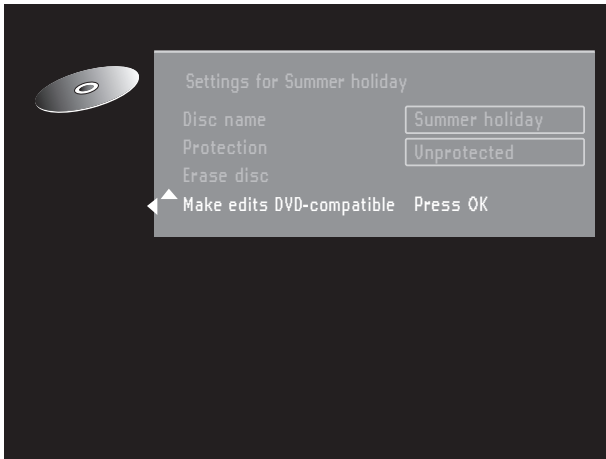 Settings for Summer holiday
Disc name Summer holiday
Protection Unprotected
Erase disc
Make edits DVD-compatible Press OK